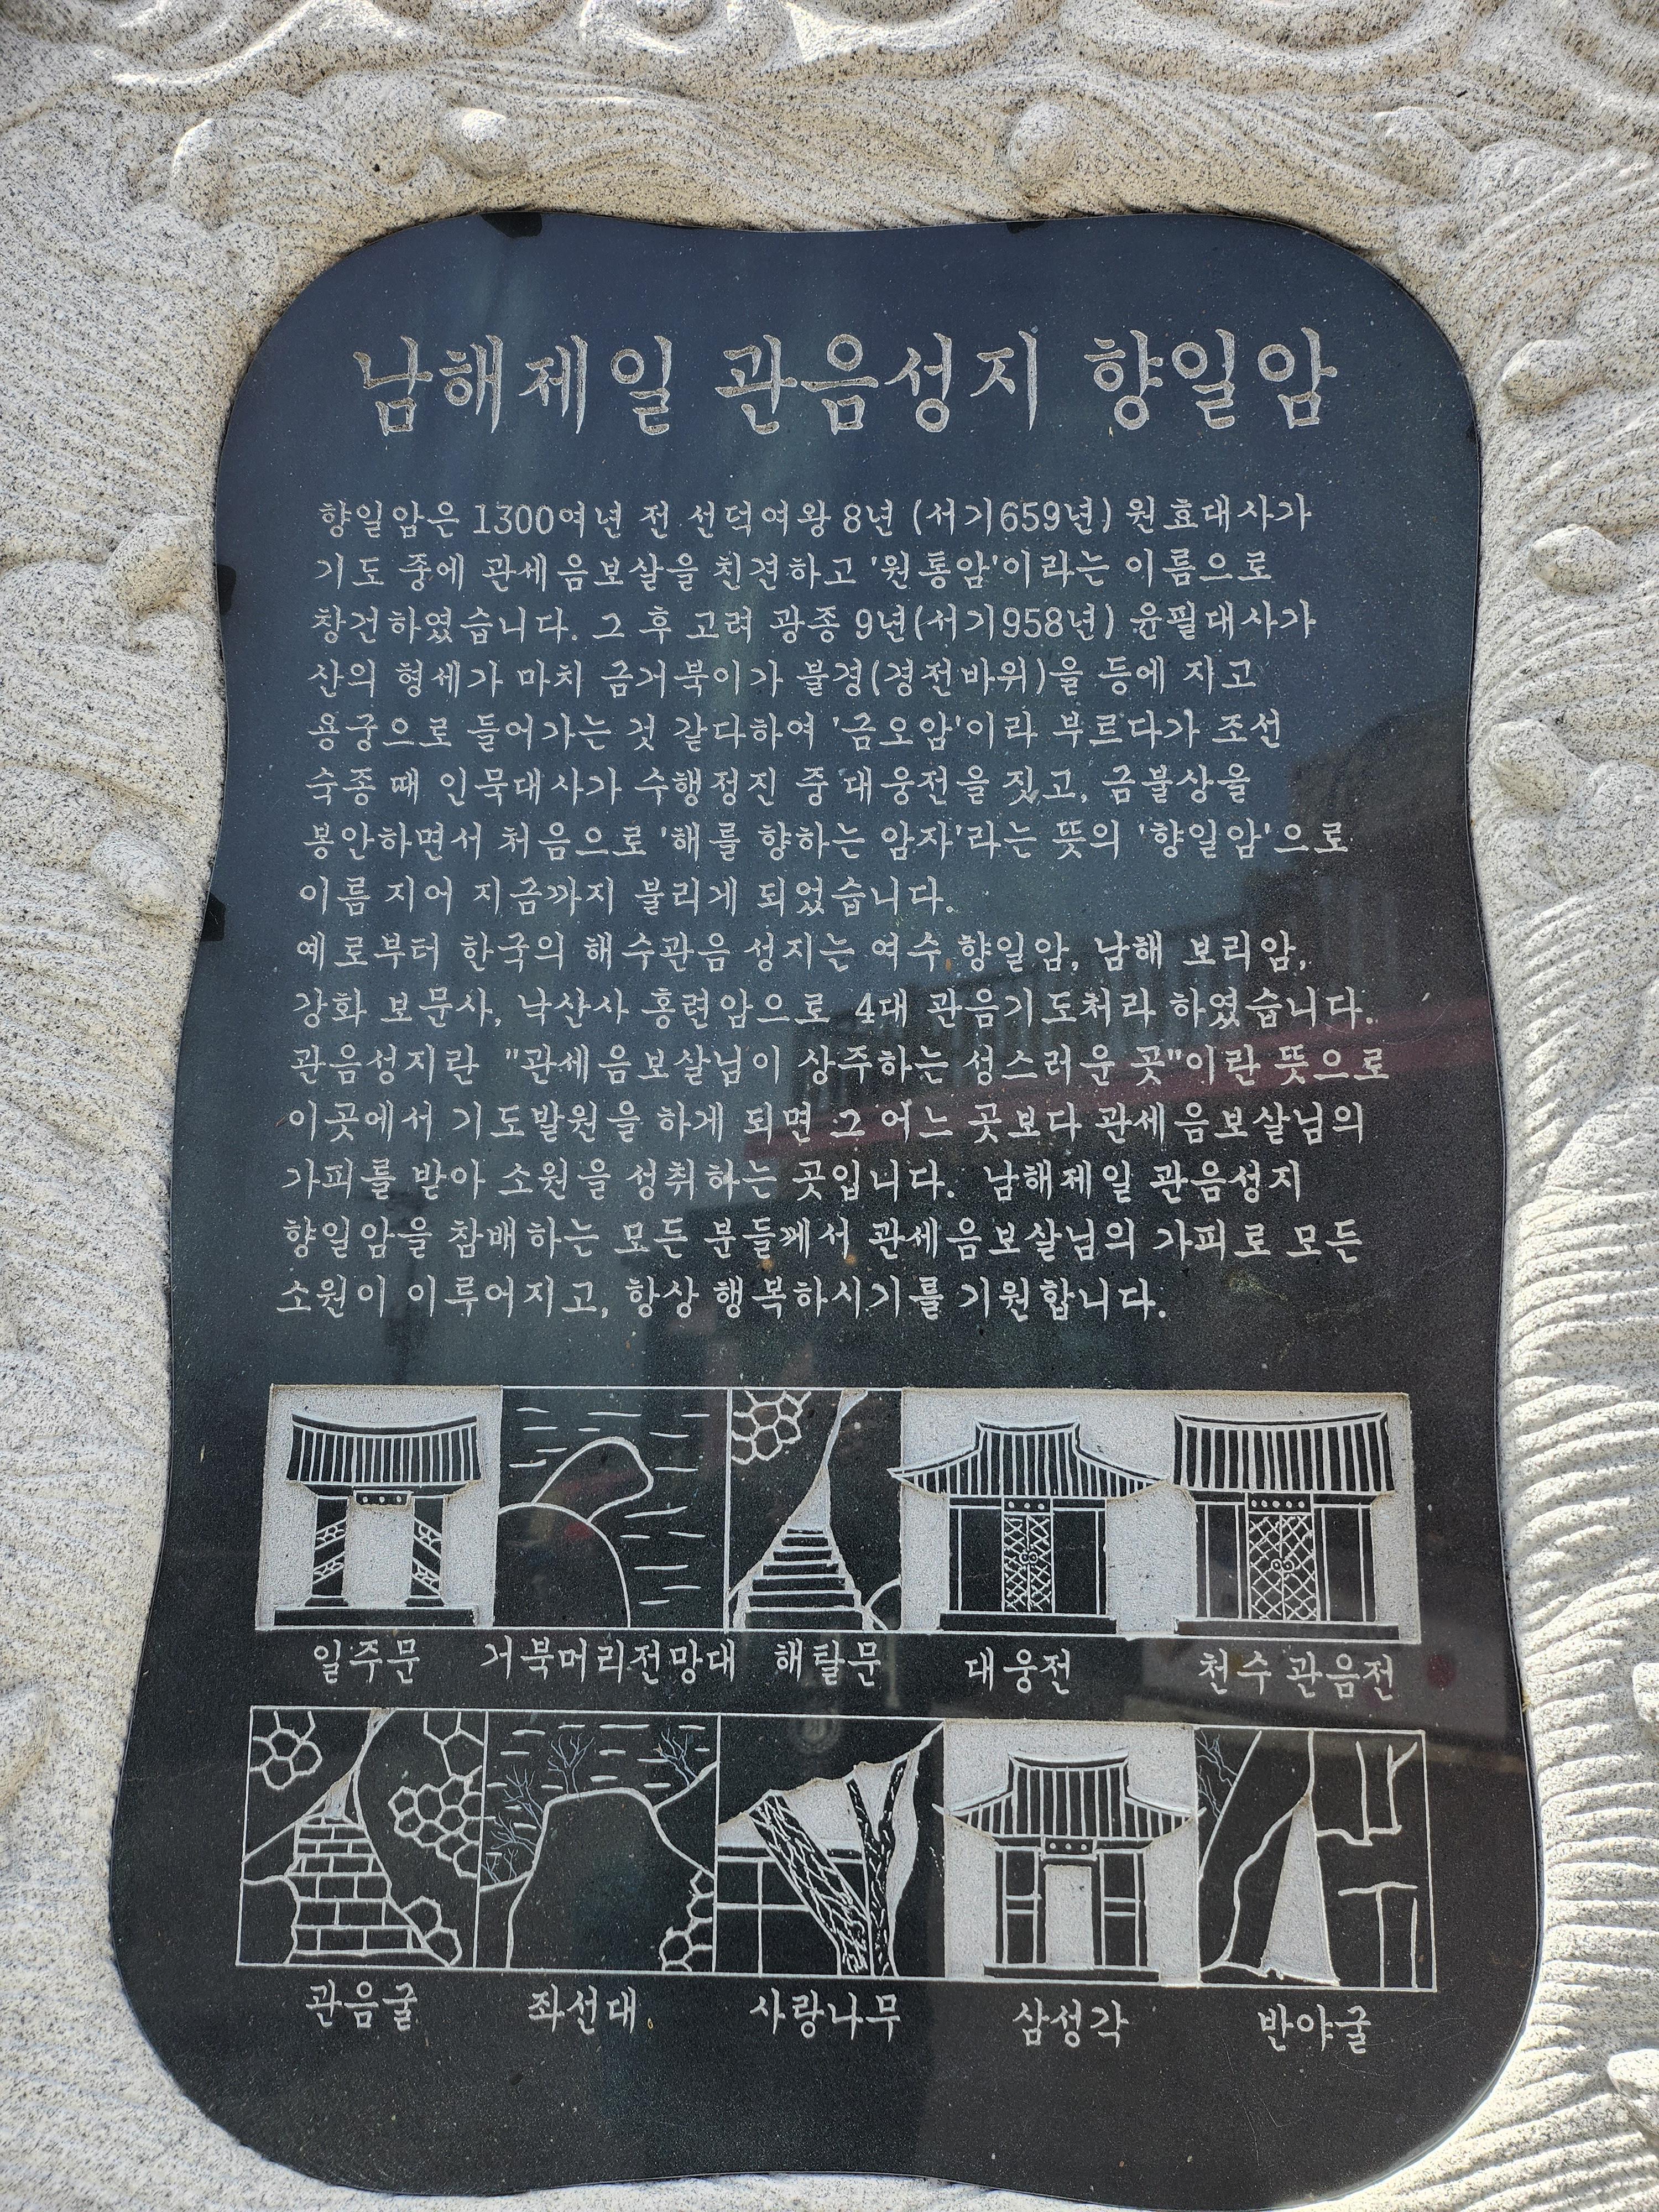 남해제일 관음성지 향일암
향일암은 1300여년 전 선덕여왕 8년 (서기659년) 원효대사가
기도 중에 관세음보살을 친견하고 '원통암'이라는 이름으로
창건하였습니다. 그 후 고려 광종 9년(서기958년) 윤필대사가
산의 형세가 마치 금거북이가 불경(경전바위)을 등에 지고
용궁으로 들어가는 것 같다하여 '금오암'이라 부르다가 조선
숙종 때 인묵대사가 수행정진 중 대웅전을 짓고, 금불상을
봉안하면서 처음으로 '해를 향하는 암자'라는 뜻의 '향일암'으로
이름 지어 지금까지 불리게 되었습니다.
예로부터 한국의 해수관음 성지는 여수 향일암, 남해 보리암,
강화 보문사, 낙산사 홍련암으로 4대 관음기도처라 하였습니다.
관음성지란 "관세음보살님이 상주하는 성스러운 곳"이란 뜻으로
이곳에서 기도발원을 하게 되면 그 어느 곳보다 관세음보살님의
가피를 받아 소원을 성취하는 곳입니다. 남해제일 관음성지
향일암을 참배하는 모든 분들께서 관세음보살님의 가피로 모든
소원이 이루어지고, 항상 행복하시기를 기원합니다.
일주문 거북머리전망대 해탈문 대웅전 천수관음전
관음굴 좌선대 사랑나무 삼성각 반야굴